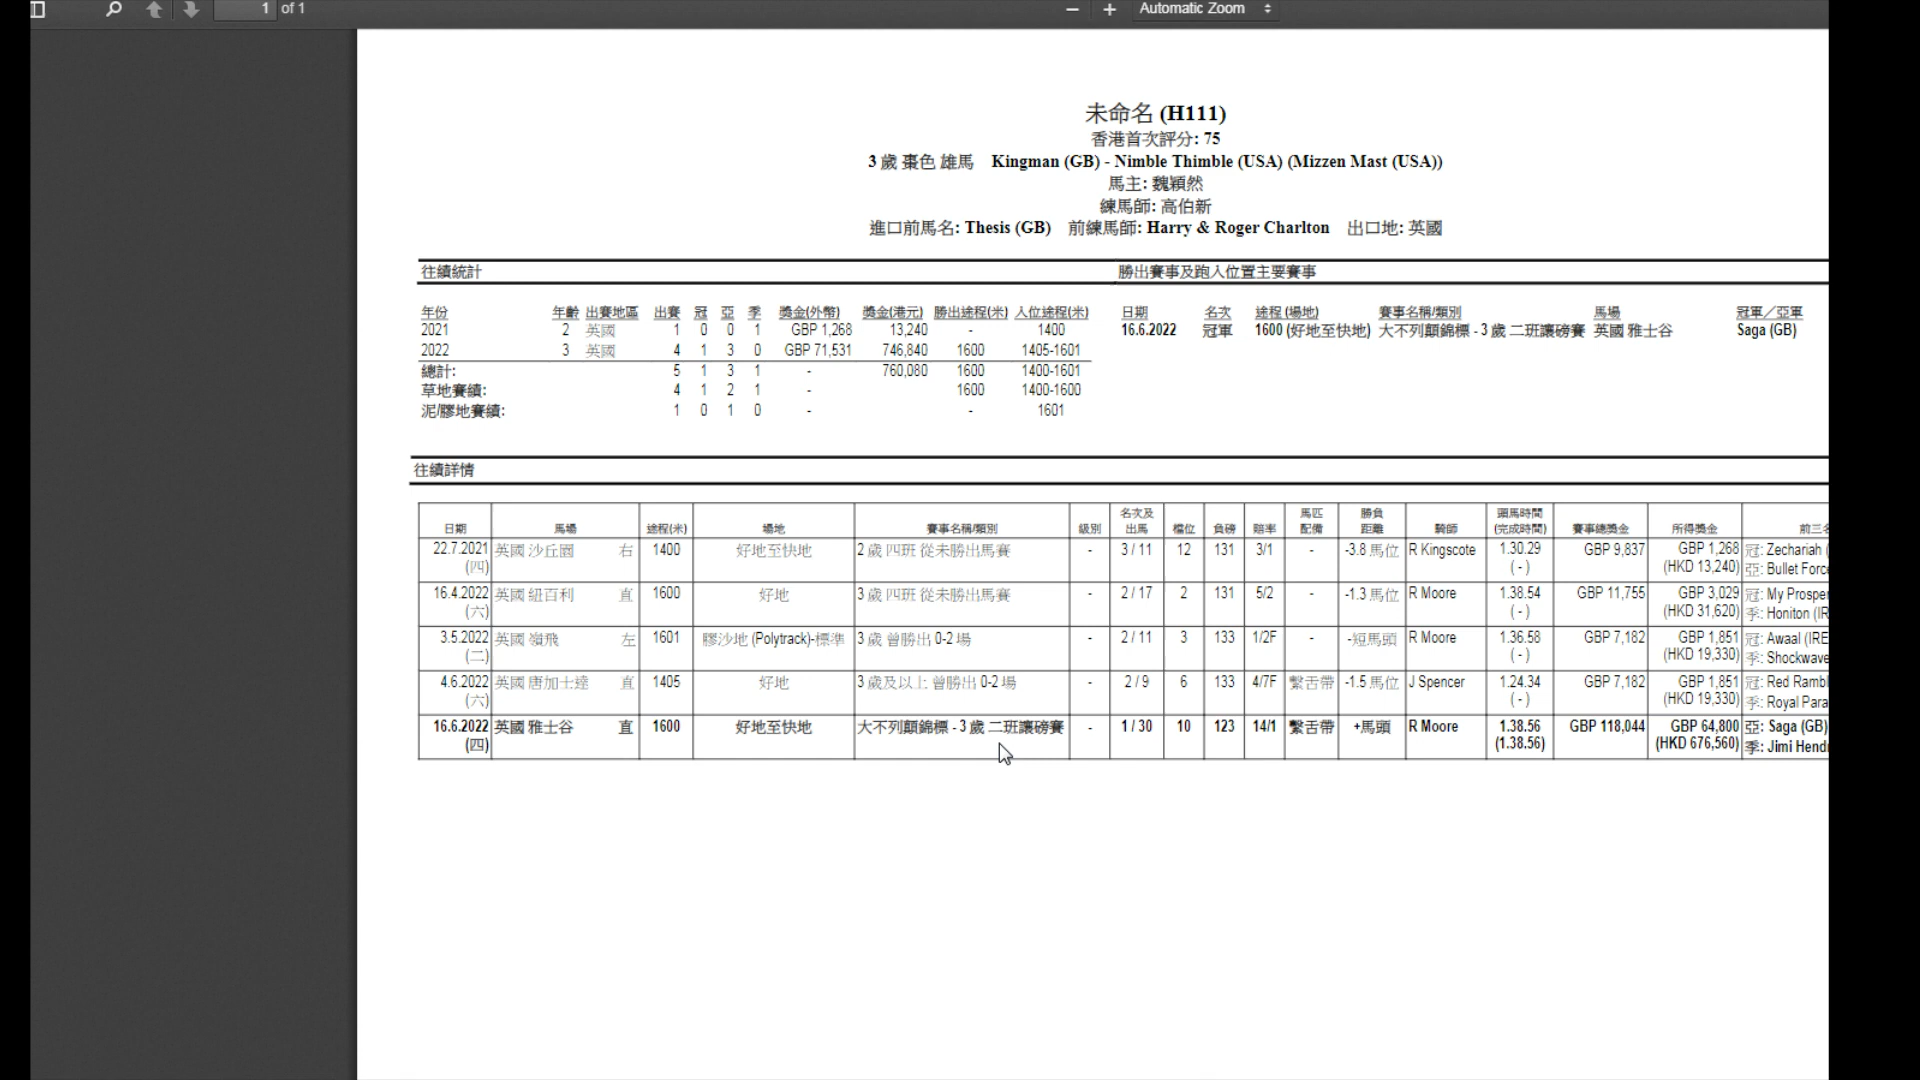 1 of 1 Automatic Zoom
未命名 (H111)
香港首次評分: 75
3 歲 棗色 雄馬 Kingman (GB) - Nimble Thimble (USA) (Mizzen Mast (USA))
馬主: 魏穎然
練馬師: 高伯新
進口前馬名: Thesis (GB) 前練馬師: Harry & Roger Charlton 出口地: 英國
往績統計 勝出賽事及跑入位置主要賽事
年份 年齡 出賽地區 出賽 冠 亞 季 獎金(外幣) 獎金(港元) 勝出途程(米) 入位途程(米) 日期 名次 途程 (場地) 賽事名稱/類別 馬場 冠軍／亞軍
2021 2 英國 1 0 0 1 GBP 1,268 13,240 - 1400 16.6.2022 冠軍 1600 (好地至快地) 大不列顛錦標 - 3 歲 二班讓磅賽 英國 雅士谷 Saga (GB)
2022 3 英國 4 1 3 0 GBP 71,531 746,840 1600 1405-1601
總計: 5 1 3 1 - 760,080 1600 1400-1601
草地賽績: 4 1 2 1 - 1600 1400-1600
泥/膠地賽績: 1 0 1 0 - - 1601
往績詳情
名次及 馬匹 勝負 頭馬時間
日期 馬場 途程(米) 場地 賽事名稱/類別 級別 出馬 檔位 負磅 賠率 配備 距離 騎師 (完成時間) 賽事總獎金 所得獎金 前三名
22.7.2021 英國 沙丘園 右 1400 好地至快地 2 歲 四班 從未勝出馬賽 - 3 / 11 12 131 3/1 - -3.8 馬位 R Kingscote 1.30.29 GBP 9,837 GBP 1,268 冠: Zechariah (
(四) ( - ) (HKD 13,240) 亞: Bullet Force
16.4.2022 英國 紐百利 直 1600 好地 3 歲 四班 從未勝出馬賽 - 2 / 17 2 131 5/2 - -1.3 馬位 R Moore 1.38.54 GBP 11,755 GBP 3,029 冠: My Prosper
(六) ( - ) (HKD 31,620) 季: Honiton (IR
3.5.2022 英國 嶺飛 左 1601 膠沙地 (Polytrack)-標準 3 歲 曾勝出 0-2 場 - 2 / 11 3 133 1/2F - -短馬頭 R Moore 1.36.58 GBP 7,182 GBP 1,851 冠: Awaal (IRE
(二) ( - ) (HKD 19,330) 季: Shockwave
4.6.2022 英國 唐加士達 直 1405 好地 3 歲及以上 曾勝出 0-2 場 - 2 / 9 6 133 4/7F 繫舌帶 -1.5 馬位 J Spencer 1.24.34 GBP 7,182 GBP 1,851 冠: Red Rambl
(六) ( - ) (HKD 19,330) 季: Royal Para
16.6.2022 英國 雅士谷 直 1600 好地至快地 大不列顛錦標 - 3 歲 二班讓磅賽 - 1 / 30 10 123 14/1 繫舌帶 +馬頭 R Moore 1.38.56 GBP 118,044 GBP 64,800 亞: Saga (GB)
(四) (1.38.56) (HKD 676,560) 季: Jimi Hend